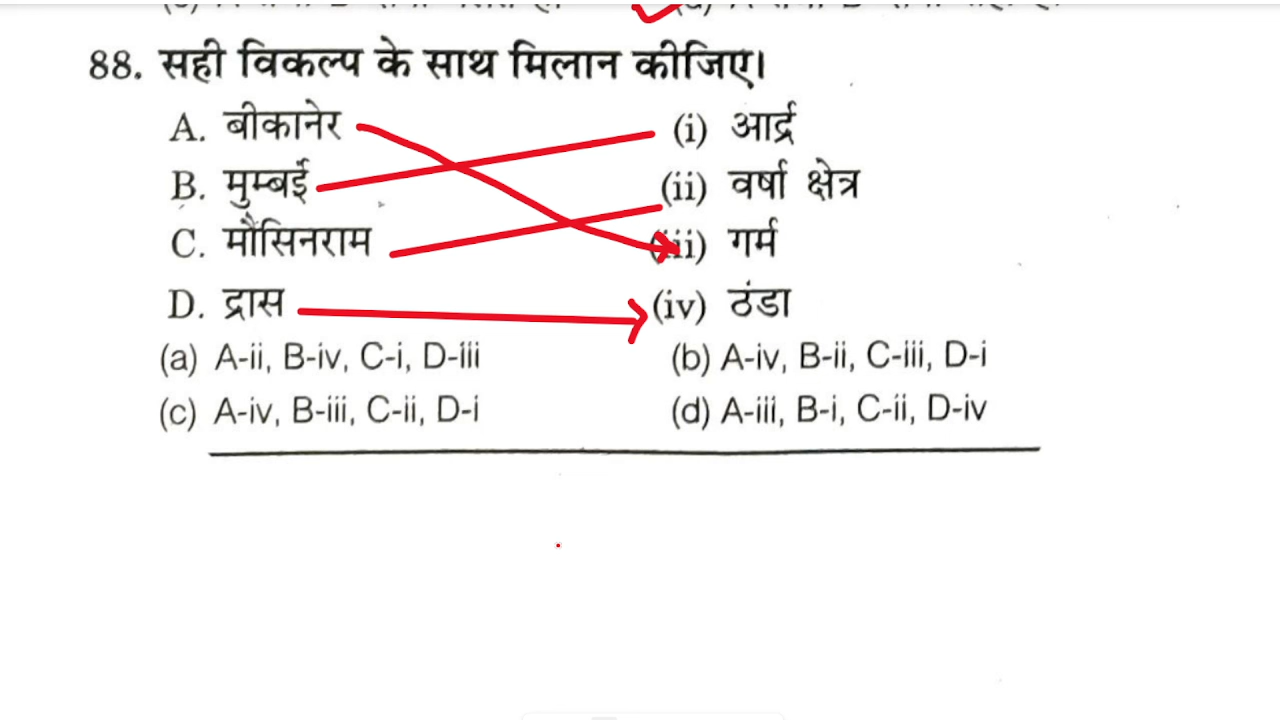 88. सही विकल्प के साथ मिलान कीजिए।
A. बीकानेर (i) आर्द्र
B. मुम्बई (ii) वर्षा क्षेत्र
C. मौसिनराम (iii) गर्म
D. द्रास (iv) ठंडा
(a) A-ii, B-iv, C-i, D-iii (b) A-iv, B-ii, C-iii, D-i
(c) A-iv, B-iii, C-ii, D-i (d) A-iii, B-i, C-ii, D-iv